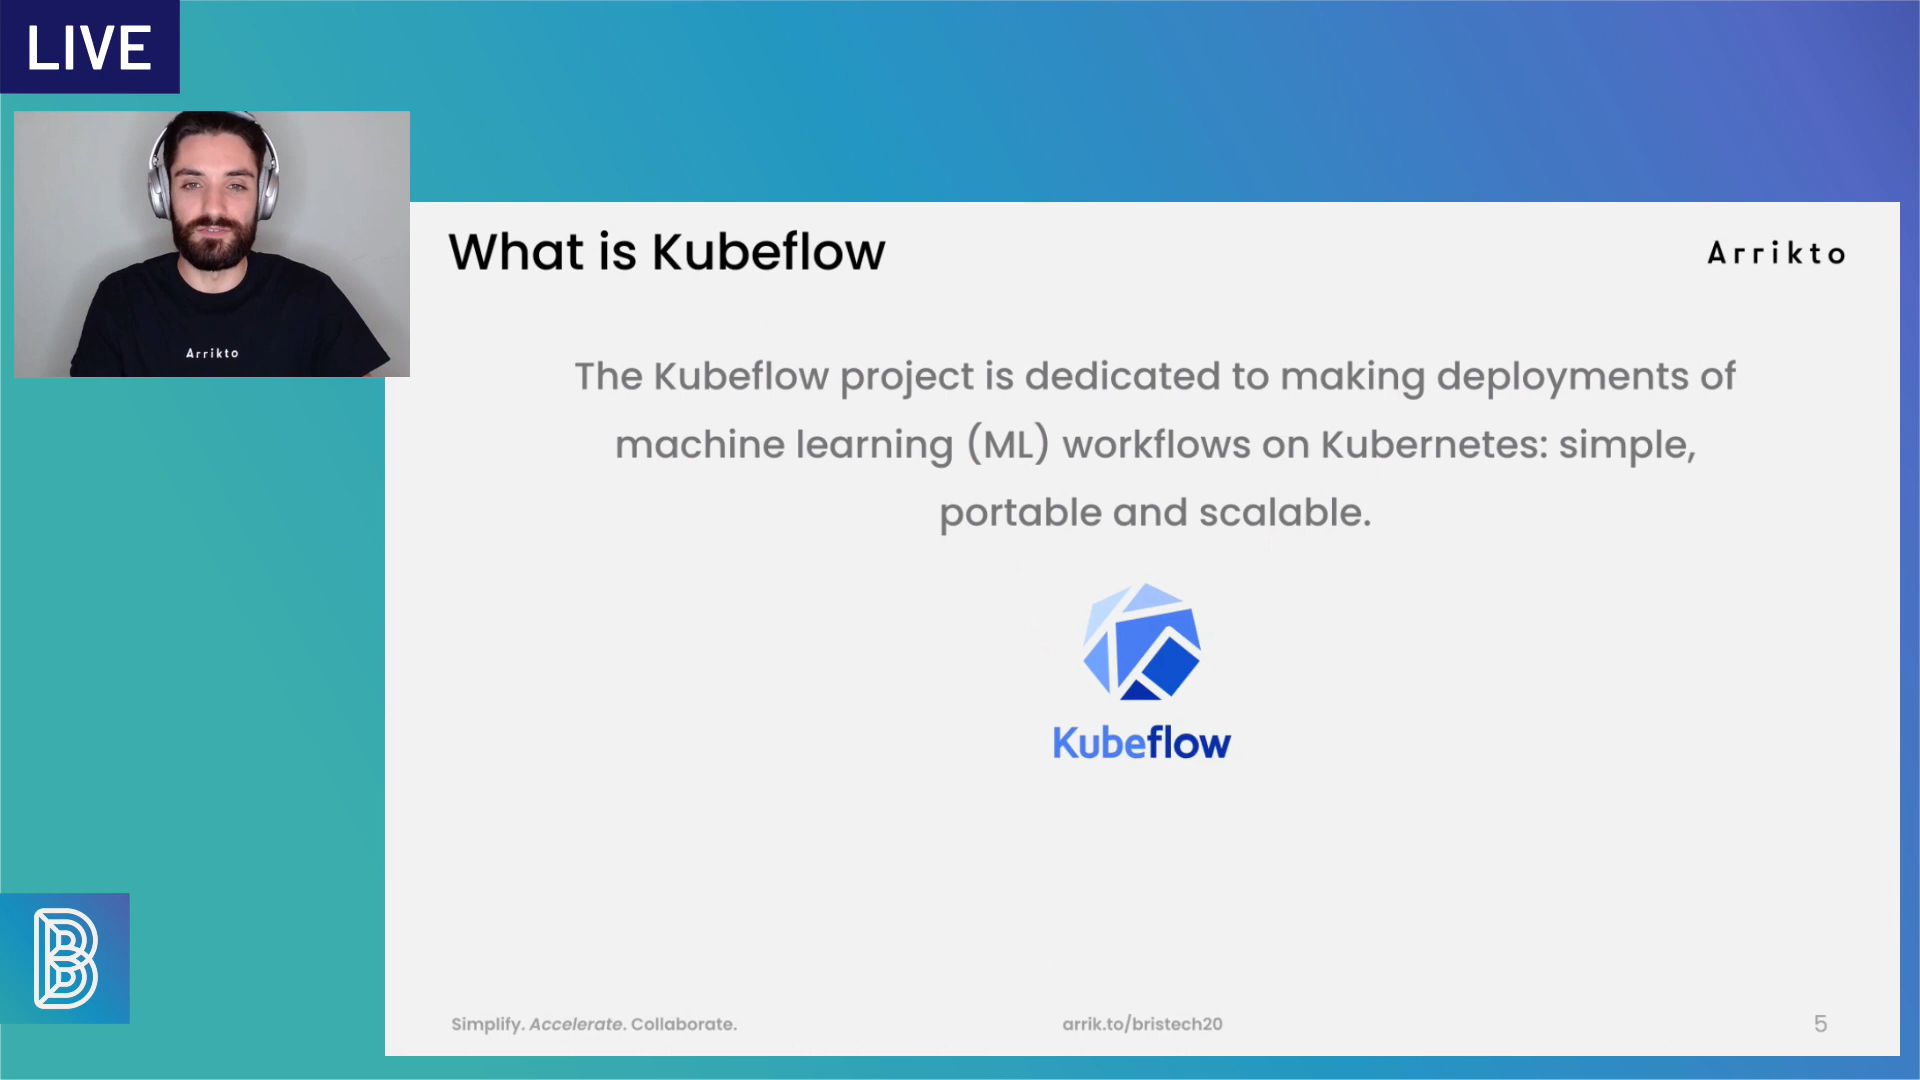 LIVE
What is Kubeflow
Arrikto
Arrikto
The Kubeflow project is dedicated to making deployments of
machine learning (ML) workflows on Kubernetes: simple,
portable and scalable.
Kubeflow
B
Simplify. Accelerate. Collaborate.
arrik.to/bristech20
5